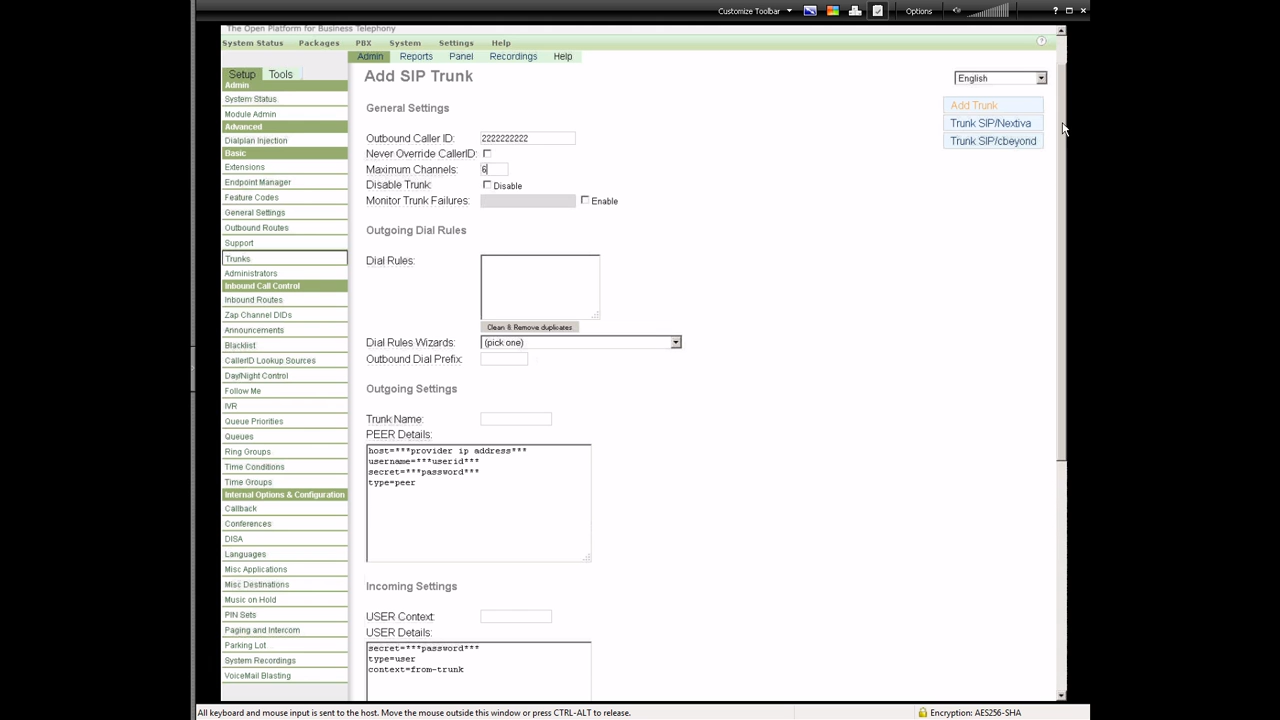 Customize Toolbar
Options
The Open Platform for Business Telephony
System Status Packages PBX System Settings Help
Admin Reports Panel Recordings Help
Setup Tools
Admin
System Status
Module Admin
Advanced
Dialplan Injection
Basic
Extensions
Endpoint Manager
Feature Codes
General Settings
Outbound Routes
Support
Trunks
Administrators
Inbound Call Control
Inbound Routes
Zap Channel DIDs
Announcements
Blacklist
CallerID Lookup Sources
Day/Night Control
Follow Me
IVR
Queue Priorities
Queues
Ring Groups
Time Conditions
Time Groups
Internal Options & Configuration
Callback
Conferences
DISA
Languages
Misc Applications
Misc Destinations
Music on Hold
PIN Sets
Paging and Intercom
Parking Lot
System Recordings
VoiceMail Blasting
Add SIP Trunk
English
Add Trunk
Trunk SIP/Nextiva
Trunk SIP/cbeyond
General Settings
Outbound Caller ID: 2222222222
Never Override CallerID:
Maximum Channels: 6
Disable Trunk: Disable
Monitor Trunk Failures: Enable
Outgoing Dial Rules
Dial Rules:
Clean & Remove duplicates
Dial Rules Wizards: (pick one)
Outbound Dial Prefix:
Outgoing Settings
Trunk Name:
PEER Details:
host=***provider ip address***
username=***userid***
secret=***password***
type=peer
Incoming Settings
USER Context:
USER Details:
secret=***password***
type=user
context=from-trunk
All keyboard and mouse input is sent to the host. Move the mouse outside this window or press CTRL-ALT to release.
Encryption: AES256-SHA